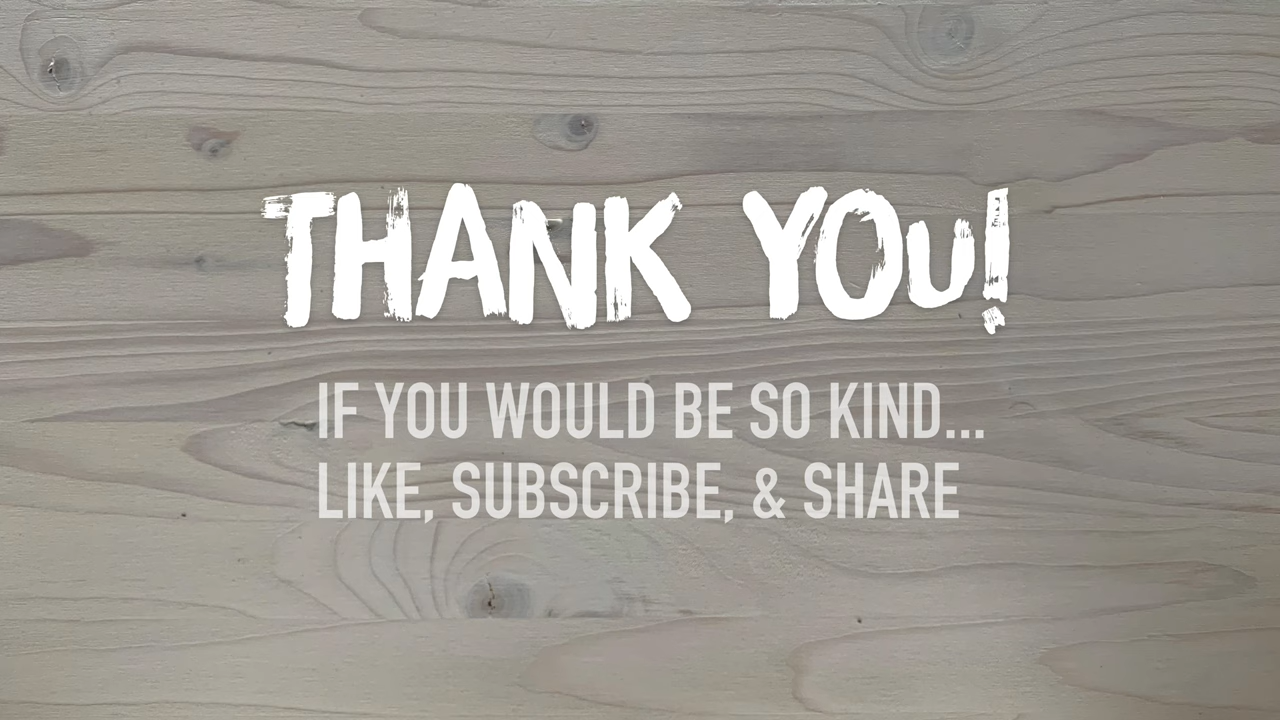 THANK YOu!
IF YOU WOULD BE SO KIND...
LIKE, SUBSCRIBE, & SHARE